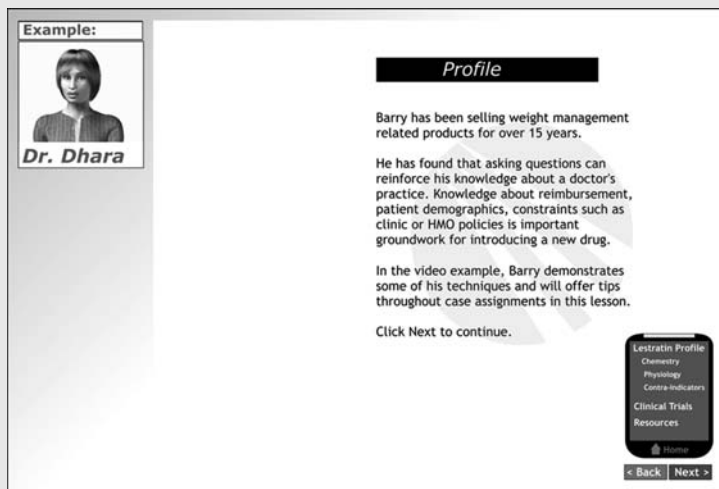 Example:
Dr. Dhara
Profile
Barry has been selling weight management
related products for over 15 years.
He has found that asking questions can
reinforce his knowledge about a doctor's
practice. Knowledge about reimbursement,
patient demographics, constraints such as
clinic or HMO policies is important
groundwork for introducing a new drug.
In the video example, Barry demonstrates
some of his techniques and will offer tips
throughout case assignments in this lesson.
Click Next to continue.
Lestratin Profile
Chemestry
Physiology
Contra-Indicators
Clinical Trials
Resources
Home
< Back Next >